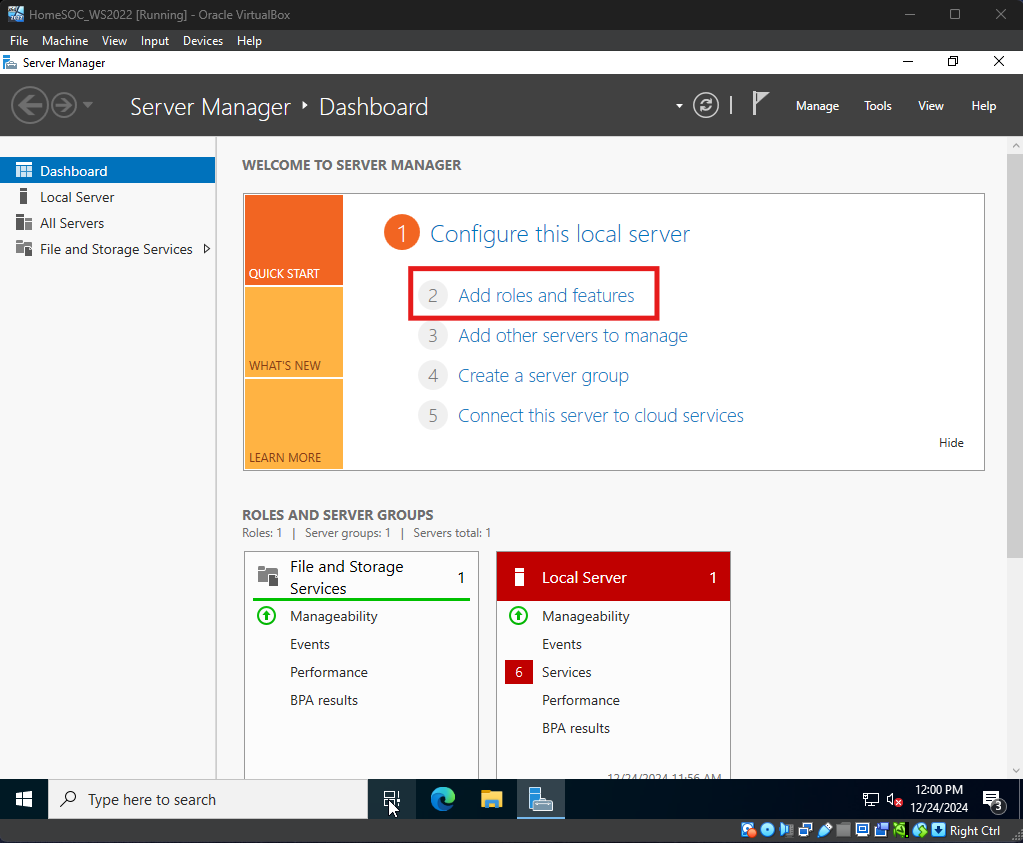 HomeSOC_WS2022 [Running] - Oracle VirtualBox
File Machine View Input Devices Help
Server Manager
Server Manager Dashboard
Manage Tools View Help
Dashboard
Local Server
All Servers
File and Storage Services
WELCOME TO SERVER MANAGER
QUICK START
WHAT'S NEW
LEARN MORE
1 Configure this local server
2 Add roles and features
3 Add other servers to manage
4 Create a server group
5 Connect this server to cloud services
Hide
ROLES AND SERVER GROUPS
Roles: 1 | Server groups: 1 | Servers total: 1
File and Storage
Services
1
Manageability
Events
Performance
BPA results
Local Server 1
Manageability
Events
6 Services
Performance
BPA results
12/24/2024 11:56 AM
Type here to search
12:00 PM
12/24/2024
3
Right Ctrl